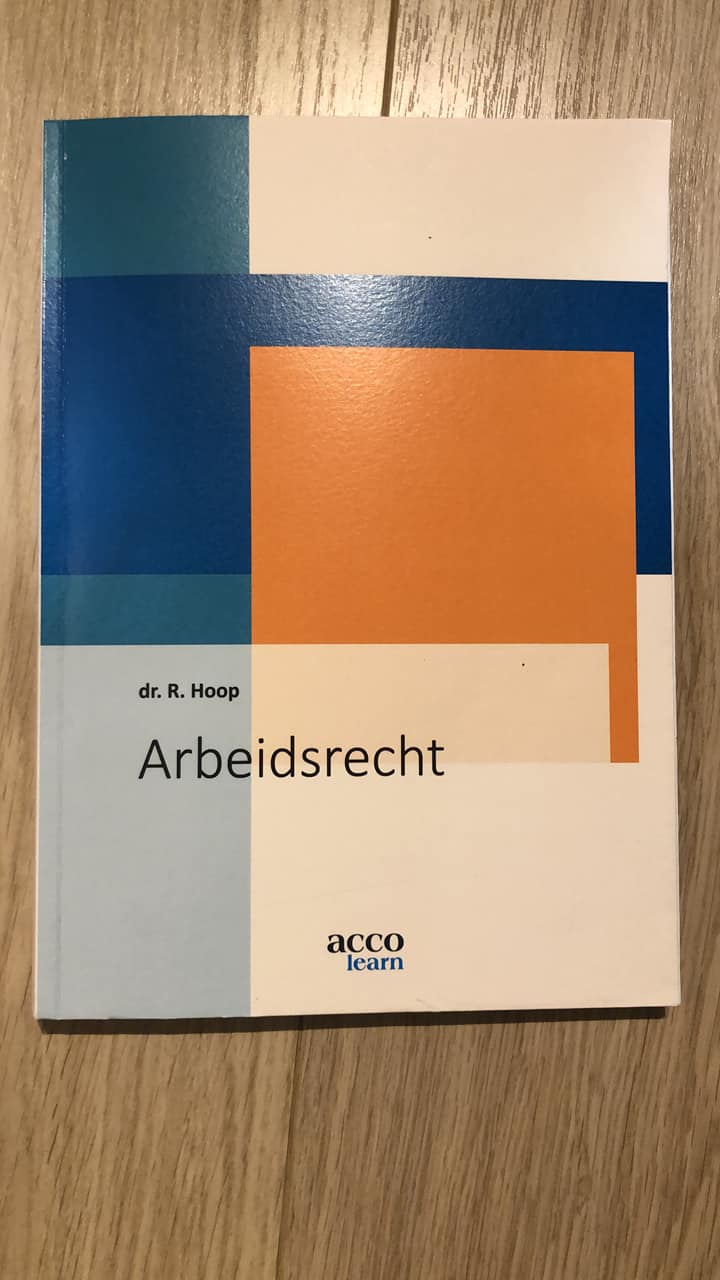 dr. R. Hoop
Arbeidsrecht
acco
learn